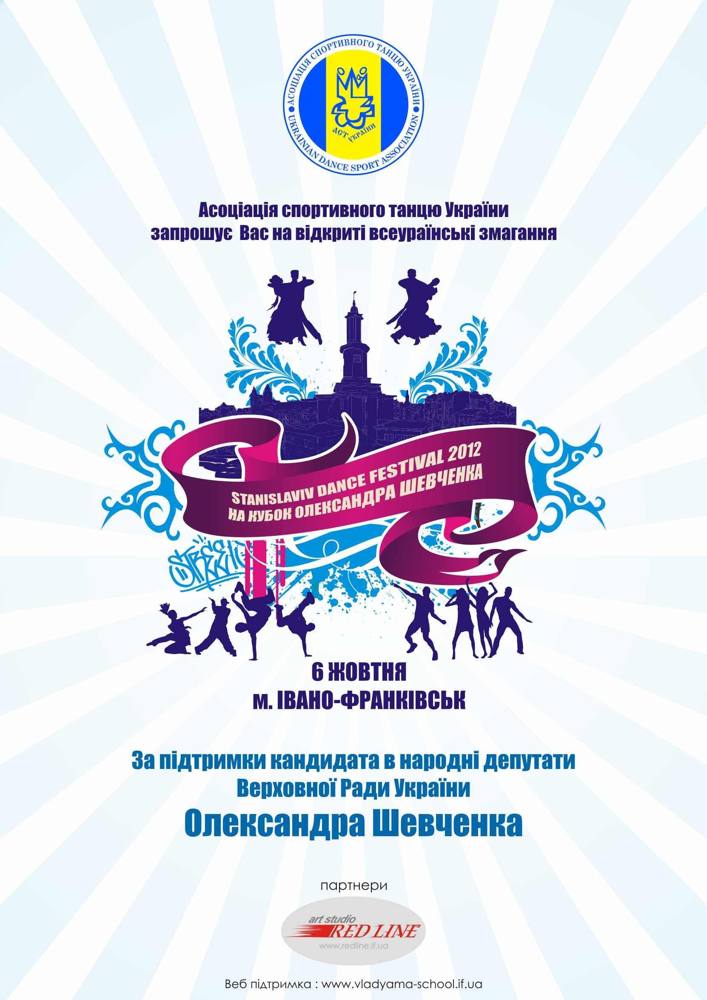 АСОЦІАЦІЯ СПОРТИВНОГО ТАНЦЮ УКРАЇНИ
АСТ УКРАЇНИ
UKRAINIAN DANCE SPORT ASSOCIATION
Асоціація спортивного танцю України
запрошує Вас на відкриті всеураїнські змагання
STANISLAVIV DANCE FESTIVAL 2012
НА КУБОК ОЛЕКСАНДРА ШЕВЧЕНКА
STREET
6 ЖОВТНЯ
м. ІВАНО-ФРАНКІВСЬК
За підтримки кандидата в народні депутати
Верховної Ради України
Олександра Шевченка
партнери
art studio
RED LINE
www.redline.if.ua
Веб підтримка : www.vladyama-school.if.ua